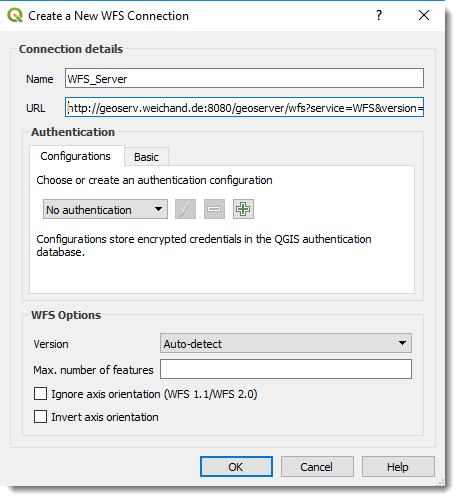 Create a New WFS Connection
Connection details
Name WFS_Server
URL http://geoserv.weichand.de:8080/geoserver/wfs?service=WFS&version=
Authentication
Configurations Basic
Choose or create an authentication configuration
No authentication
Configurations store encrypted credentials in the QGIS authentication
database.
WFS Options
Version Auto-detect
Max. number of features
Ignore axis orientation (WFS 1.1/WFS 2.0)
Invert axis orientation
OK Cancel Help